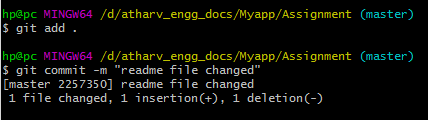 hp@pc MINGW64 /d/atharv_engg_docs/Myapp/Assignment (master)
$ git add .
hp@pc MINGW64 /d/atharv_engg_docs/Myapp/Assignment (master)
$ git commit -m "readme file changed"
[master 2257350] readme file changed
 1 file changed, 1 insertion(+), 1 deletion(-)